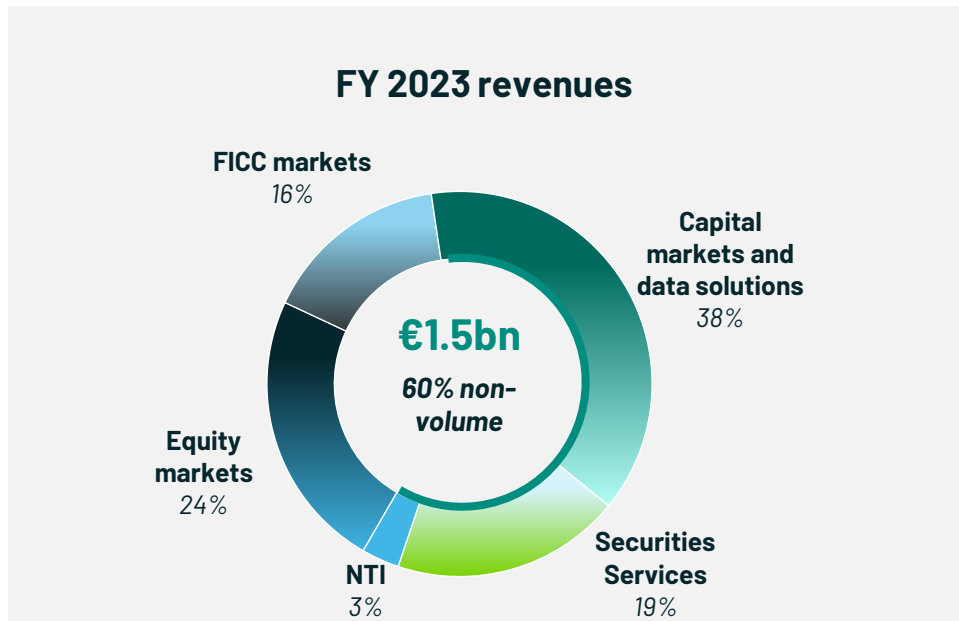 FY 2023 revenues
FICC markets
16%
Capital
markets and
data solutions
38%
€1.5bn
60% non-
volume
Equity
markets
24%
Securities
Services
19%
NTI
3%